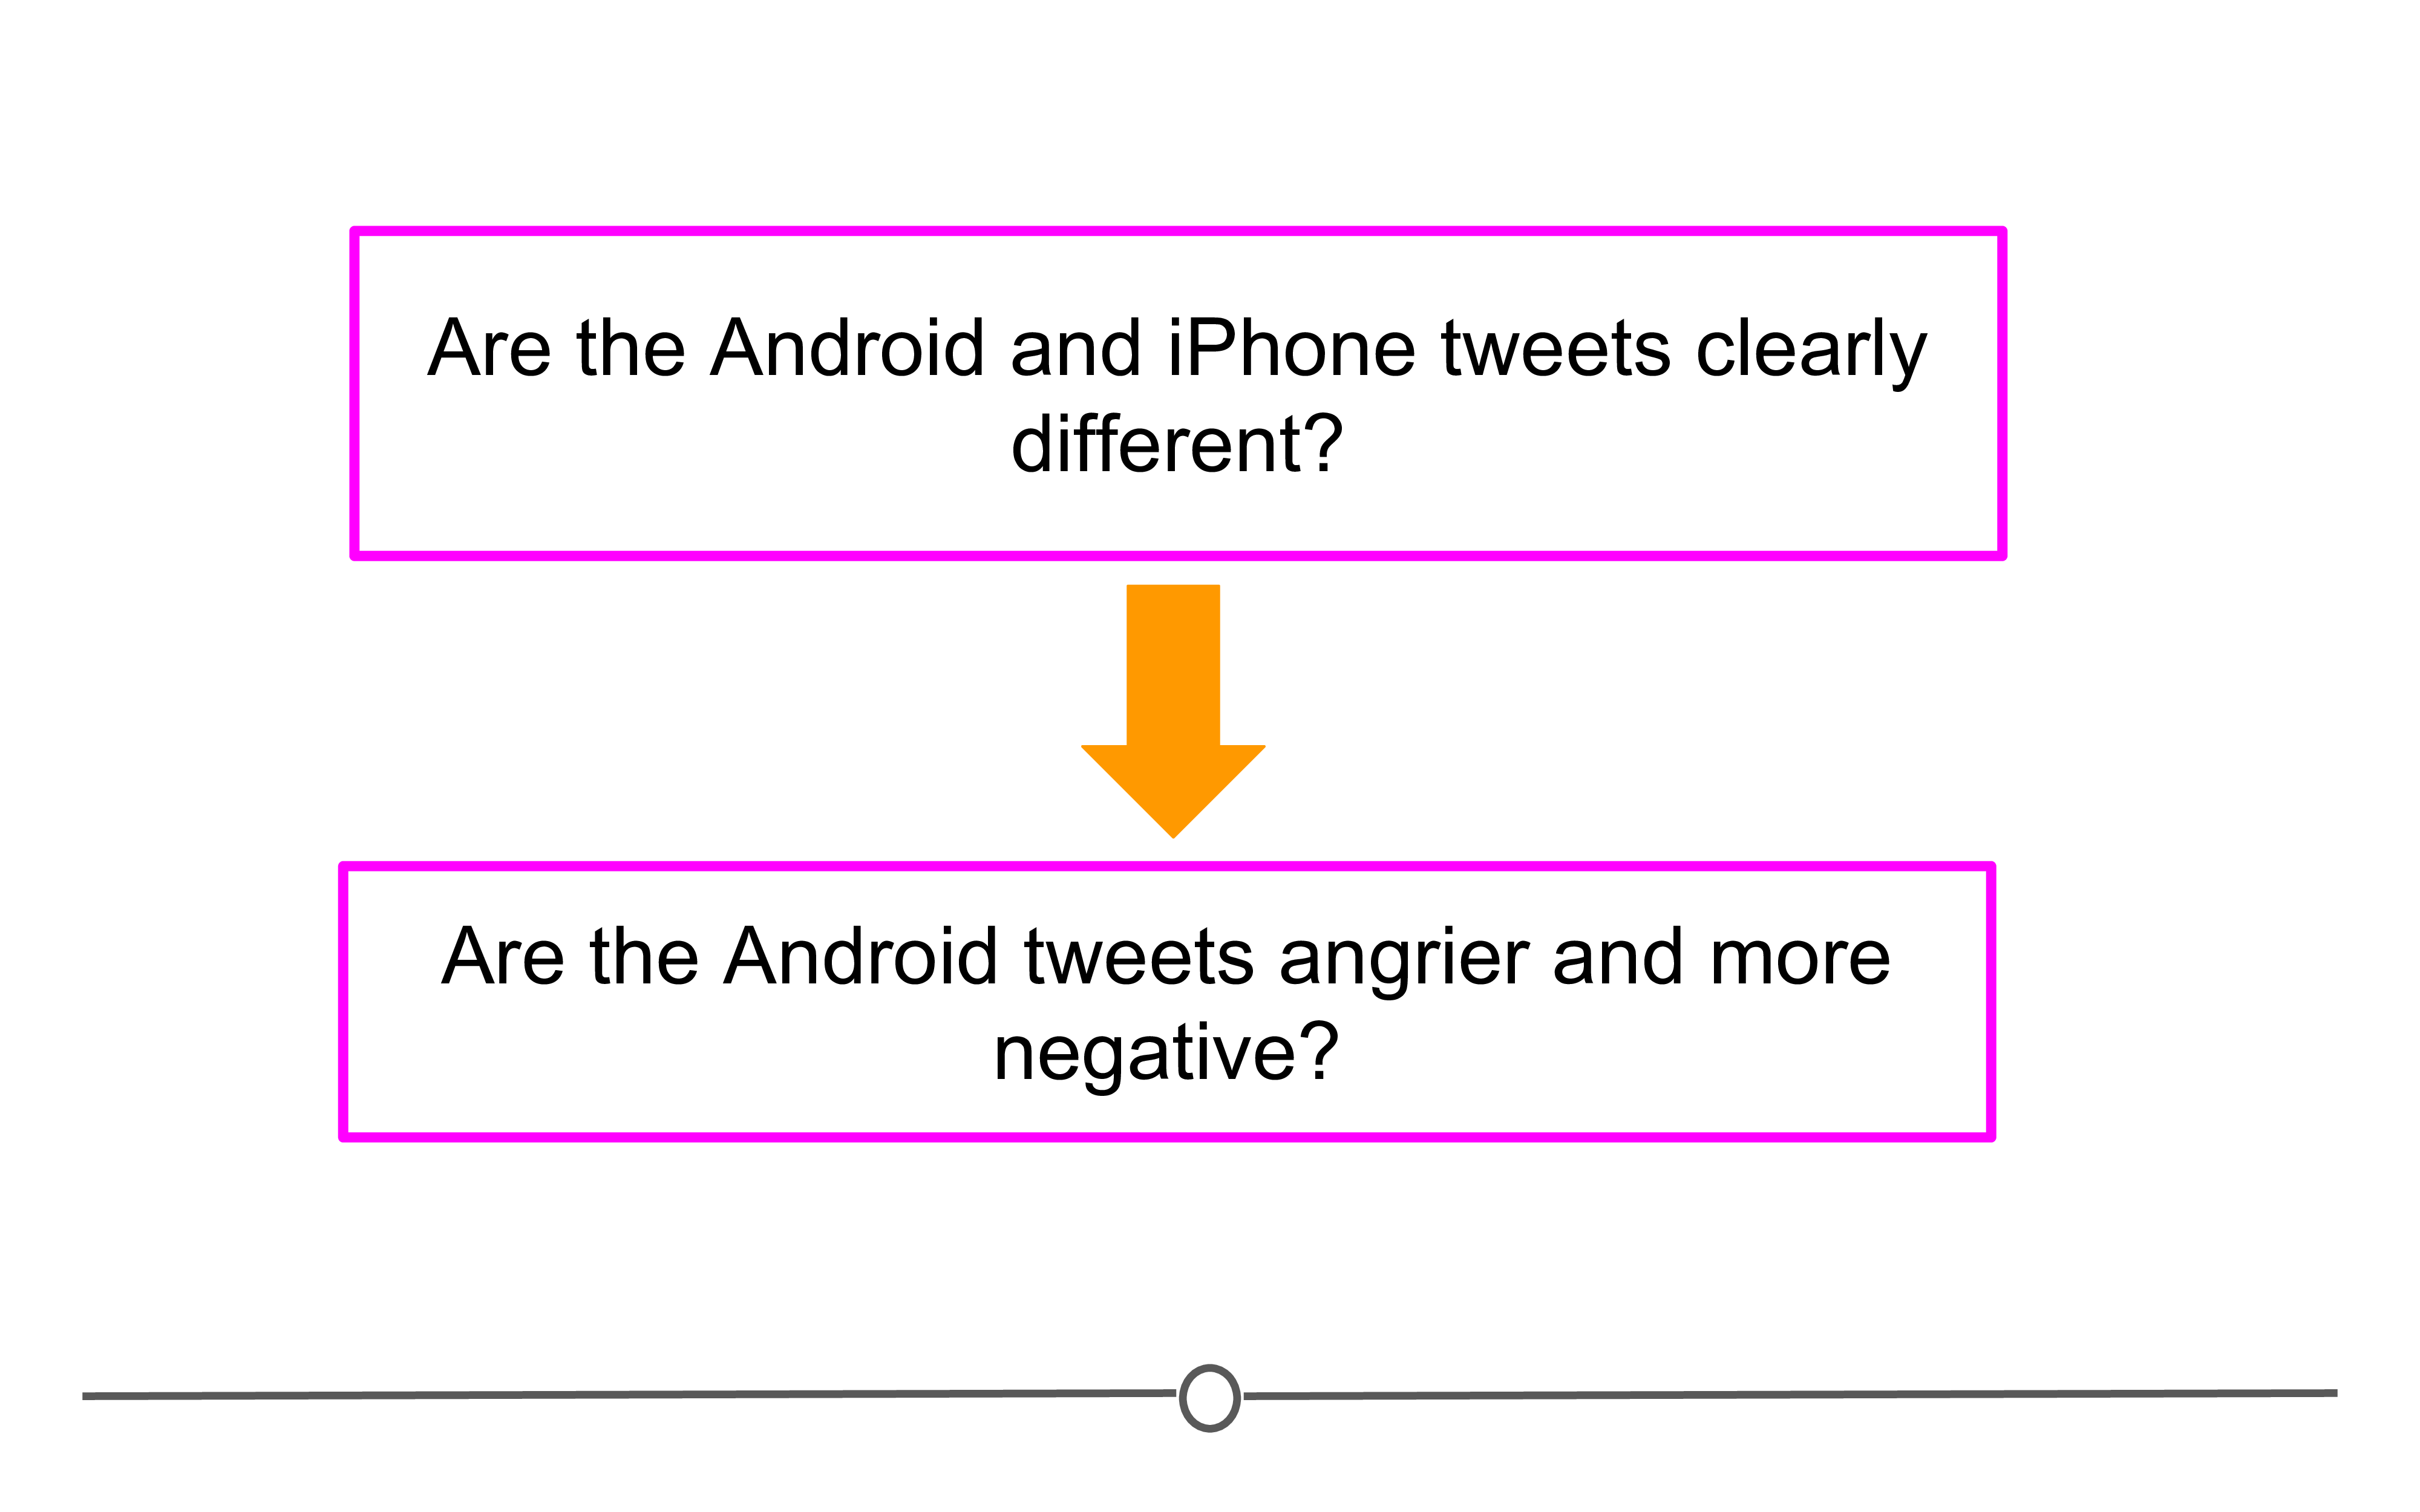 Are the Android and iPhone tweets clearly
different?
Are the Android tweets angrier and more
negative?